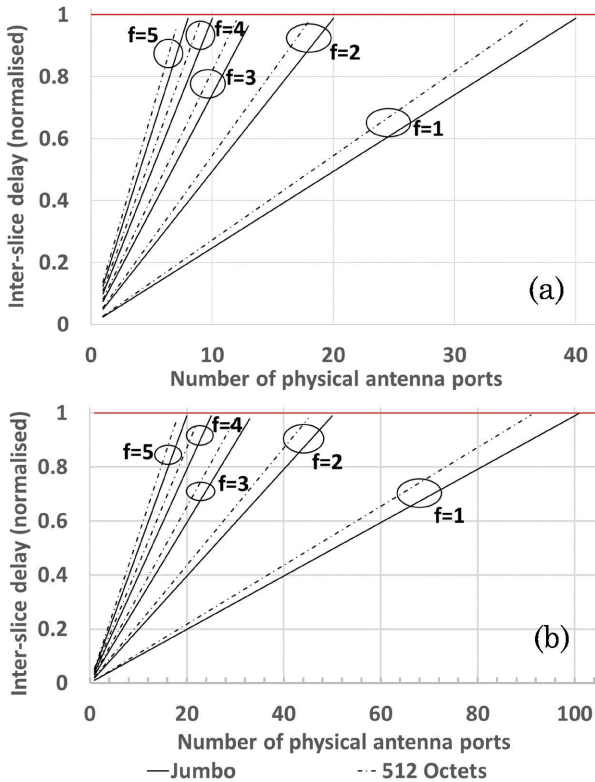 1
f=5
f=4
f=2
0.8
f=3
0.6
f=1
0.4
0.2
(a)
0
0 10 20 30 40
Inter-slice delay (normalised)
Number of physical antenna ports
1
f=4
f=5
0.8
f=2
f=3
0.6
f=1
0.4
0.2
(b)
0
0 20 40 60 80 100
Inter-slice delay (normalised)
Number of physical antenna ports
Jumbo 512 Octets